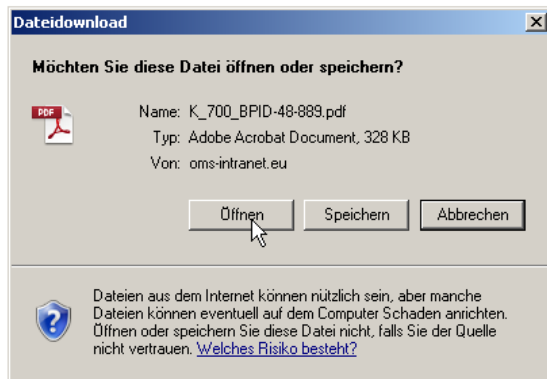 Dateidownload
Möchten Sie diese Datei öffnen oder speichern?
PDF
Name: K_700_BPID-48-889.pdf
Typ: Adobe Acrobat Document, 328 KB
Von: oms-intranet.eu
Öffnen Speichern Abbrechen
Dateien aus dem Internet können nützlich sein, aber manche
Dateien können eventuell auf dem Computer Schaden anrichten.
Öffnen oder speichern Sie diese Datei nicht, falls Sie der Quelle
nicht vertrauen. Welches Risiko besteht?